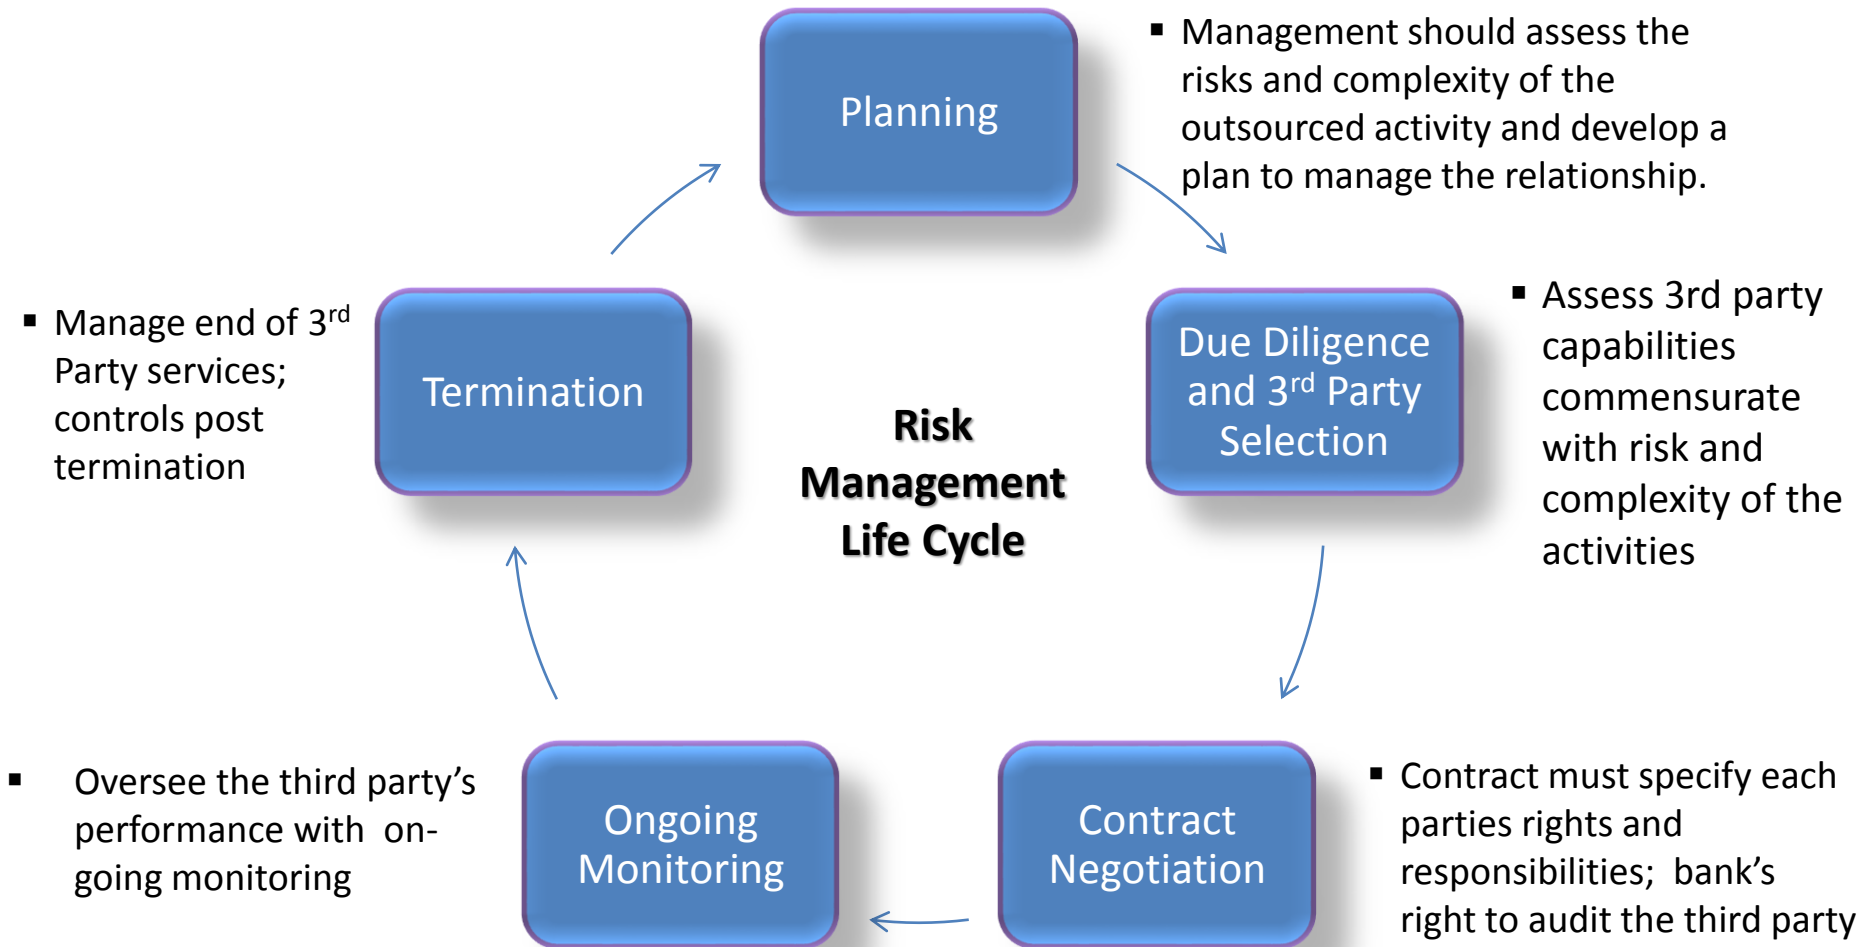 Planning
▪ Management should assess the
risks and complexity of the
outsourced activity and develop a
plan to manage the relationship.
Due Diligence
and 3rd Party
Selection
▪ Assess 3rd party
capabilities
commensurate
with risk and
complexity of the
activities
▪ Manage end of 3rd
Party services;
controls post
termination
Termination
Risk
Management
Life Cycle
▪ Oversee the third party’s
performance with on-
going monitoring
Ongoing
Monitoring
Contract
Negotiation
▪ Contract must specify each
parties rights and
responsibilities; bank’s
right to audit the third party